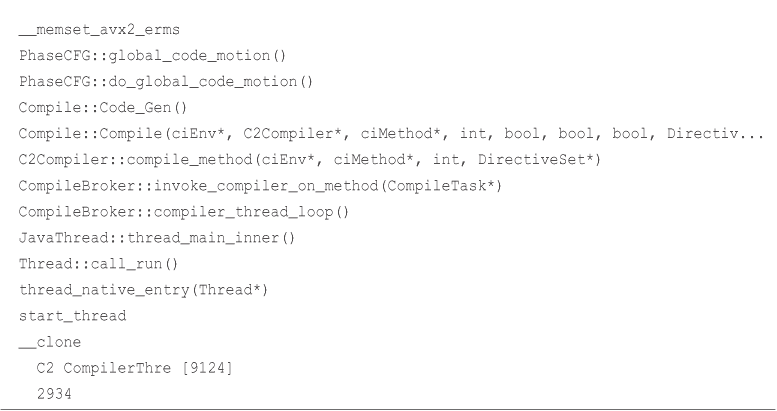 __memset_avx2_erms
PhaseCFG::global_code_motion()
PhaseCFG::do_global_code_motion()
Compile::Code_Gen()
Compile::Compile(ciEnv*, C2Compiler*, ciMethod*, int, bool, bool, bool, Directiv...
C2Compiler::compile_method(ciEnv*, ciMethod*, int, DirectiveSet*)
CompileBroker::invoke_compiler_on_method(CompileTask*)
CompileBroker::compiler_thread_loop()
JavaThread::thread_main_inner()
Thread::call_run()
thread_native_entry(Thread*)
start_thread
__clone
C2 CompilerThre [9124]
2934